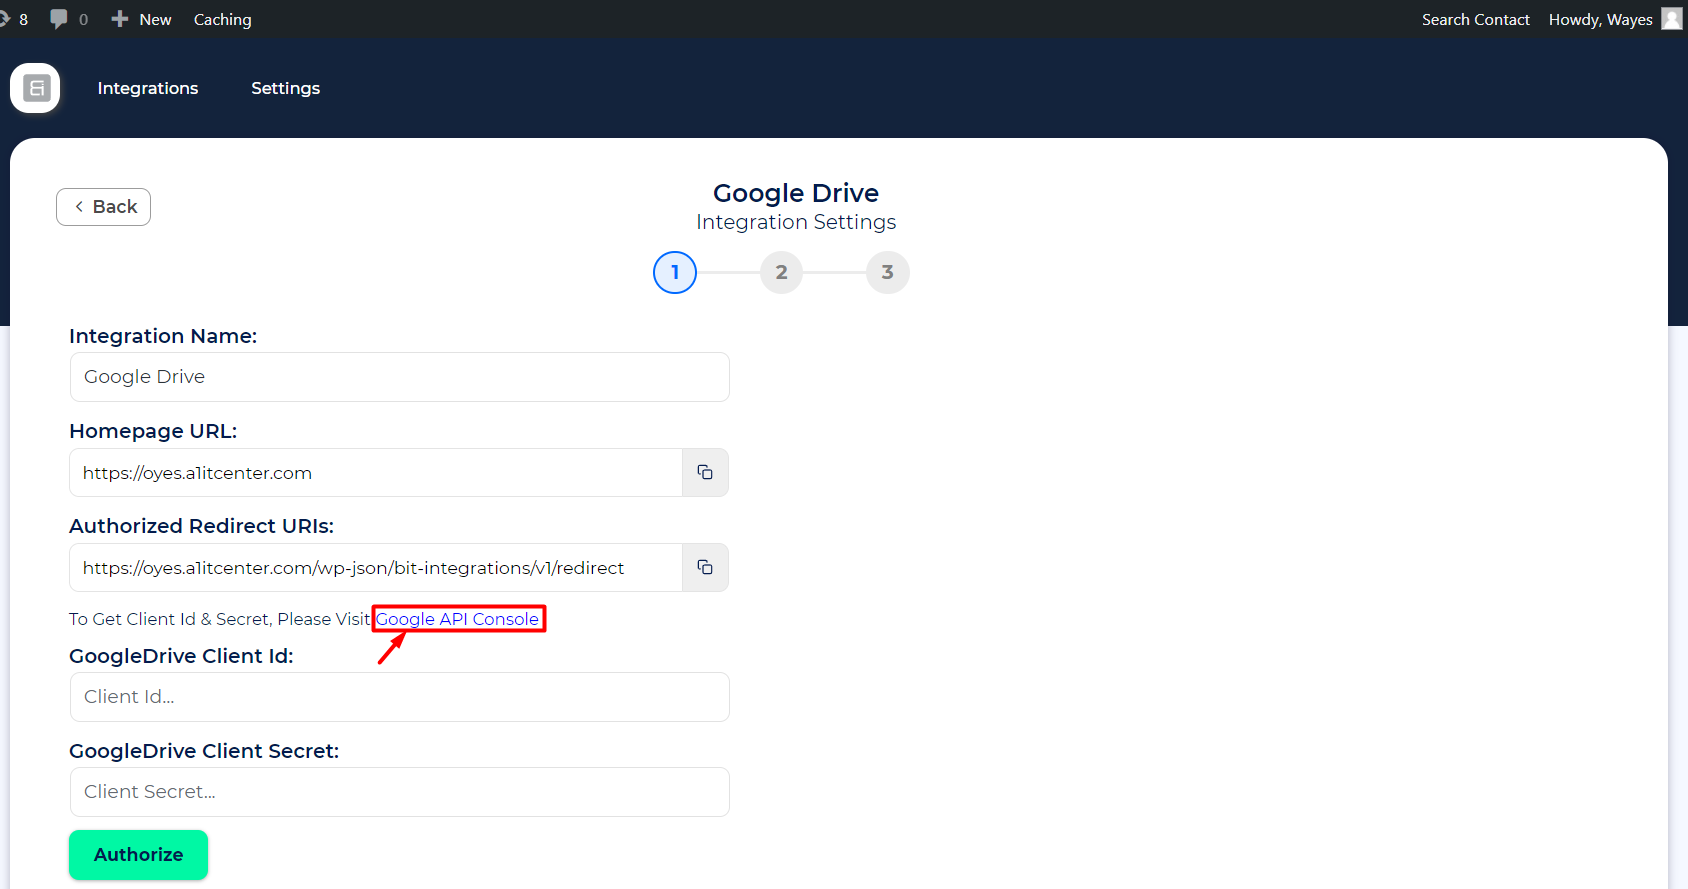 8 0 New Caching Search Contact Howdy, Wayes
Integrations Settings
Back
Google Drive
Integration Settings
1 2 3
Integration Name:
Google Drive
Homepage URL:
https://oyes.a1itcenter.com
Authorized Redirect URIs:
https://oyes.a1itcenter.com/wp-json/bit-integrations/v1/redirect
To Get Client Id & Secret, Please Visit Google API Console
GoogleDrive Client Id:
Client Id...
GoogleDrive Client Secret:
Client Secret...
Authorize